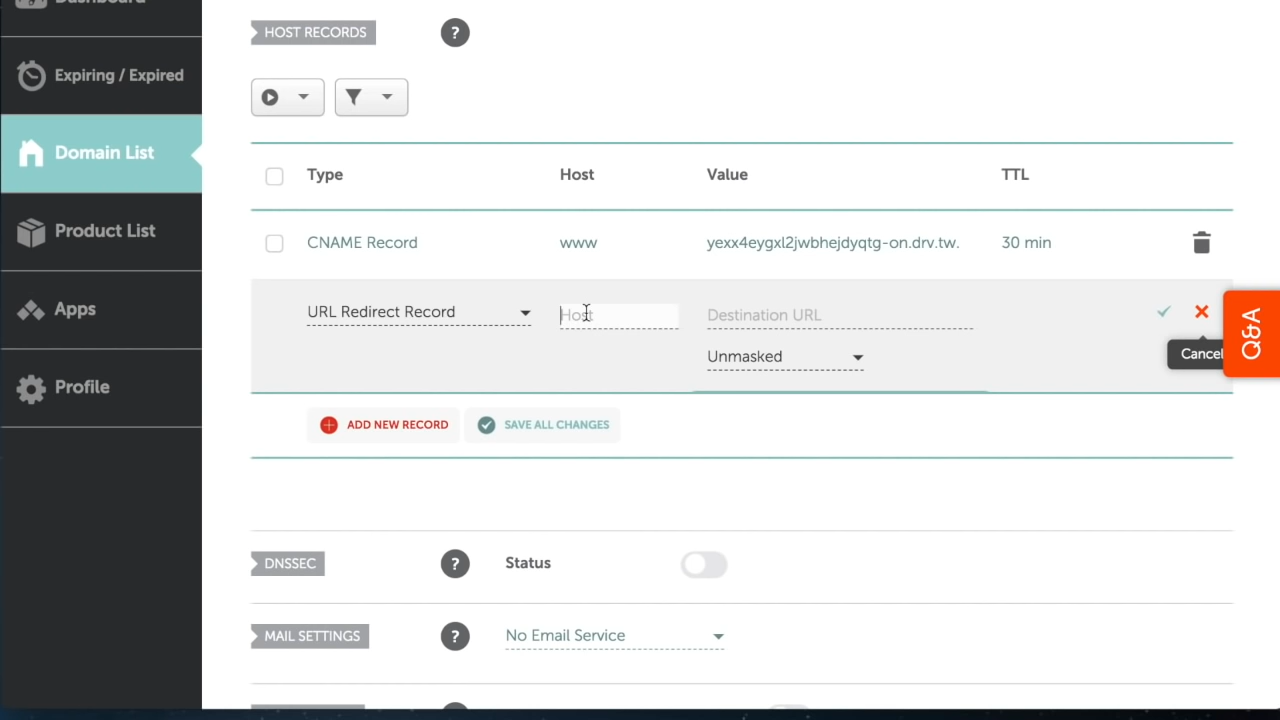 Dashboard
Expiring / Expired
Domain List
Product List
Apps
Profile
HOST RECORDS ?
Type Host Value TTL
CNAME Record www yexx4eygxl2jwbhejdyqtg-on.drv.tw. 30 min
URL Redirect Record Host Destination URL
Unmasked
Cancel
Q&A
ADD NEW RECORD SAVE ALL CHANGES
DNSSEC ? Status
MAIL SETTINGS ? No Email Service